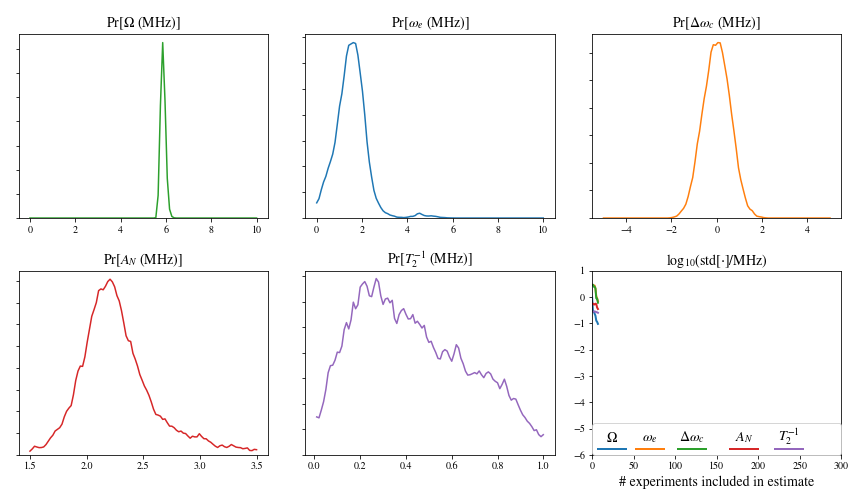 Pr[Ω (MHz)]
0 2 4 6 8 10
Pr[ωₑ (MHz)]
0 2 4 6 8 10
Pr[Δω_c (MHz)]
−4 −2 0 2 4
Pr[A_N (MHz)]
1.5 2.0 2.5 3.0 3.5
Pr[T₂⁻¹ (MHz)]
0.0 0.2 0.4 0.6 0.8 1.0
log₁₀(std[·]/MHz)
1
0
−1
−2
−3
−4
−5
−6
Ω ωₑ Δω_c A_N T₂⁻¹
0 50 100 150 200 250 300
# experiments included in estimate